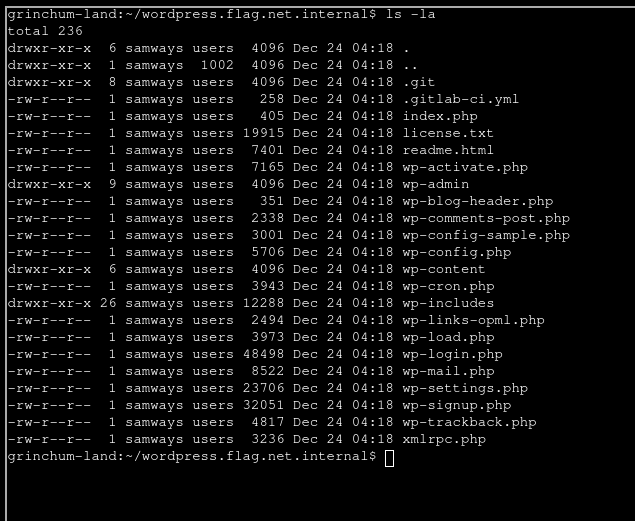 grinchum-land:~/wordpress.flag.net.internal$ ls -la
total 236
drwxr-xr-x  6 samways users  4096 Dec 24 04:18 .
drwxr-xr-x  1 samways  1002  4096 Dec 24 04:18 ..
drwxr-xr-x  8 samways users  4096 Dec 24 04:18 .git
-rw-r--r--  1 samways users   258 Dec 24 04:18 .gitlab-ci.yml
-rw-r--r--  1 samways users   405 Dec 24 04:18 index.php
-rw-r--r--  1 samways users 19915 Dec 24 04:18 license.txt
-rw-r--r--  1 samways users  7401 Dec 24 04:18 readme.html
-rw-r--r--  1 samways users  7165 Dec 24 04:18 wp-activate.php
drwxr-xr-x  9 samways users  4096 Dec 24 04:18 wp-admin
-rw-r--r--  1 samways users   351 Dec 24 04:18 wp-blog-header.php
-rw-r--r--  1 samways users  2338 Dec 24 04:18 wp-comments-post.php
-rw-r--r--  1 samways users  3001 Dec 24 04:18 wp-config-sample.php
-rw-r--r--  1 samways users  5706 Dec 24 04:18 wp-config.php
drwxr-xr-x  6 samways users  4096 Dec 24 04:18 wp-content
-rw-r--r--  1 samways users  3943 Dec 24 04:18 wp-cron.php
drwxr-xr-x 26 samways users 12288 Dec 24 04:18 wp-includes
-rw-r--r--  1 samways users  2494 Dec 24 04:18 wp-links-opml.php
-rw-r--r--  1 samways users  3973 Dec 24 04:18 wp-load.php
-rw-r--r--  1 samways users 48498 Dec 24 04:18 wp-login.php
-rw-r--r--  1 samways users  8522 Dec 24 04:18 wp-mail.php
-rw-r--r--  1 samways users 23706 Dec 24 04:18 wp-settings.php
-rw-r--r--  1 samways users 32051 Dec 24 04:18 wp-signup.php
-rw-r--r--  1 samways users  4817 Dec 24 04:18 wp-trackback.php
-rw-r--r--  1 samways users  3236 Dec 24 04:18 xmlrpc.php
grinchum-land:~/wordpress.flag.net.internal$